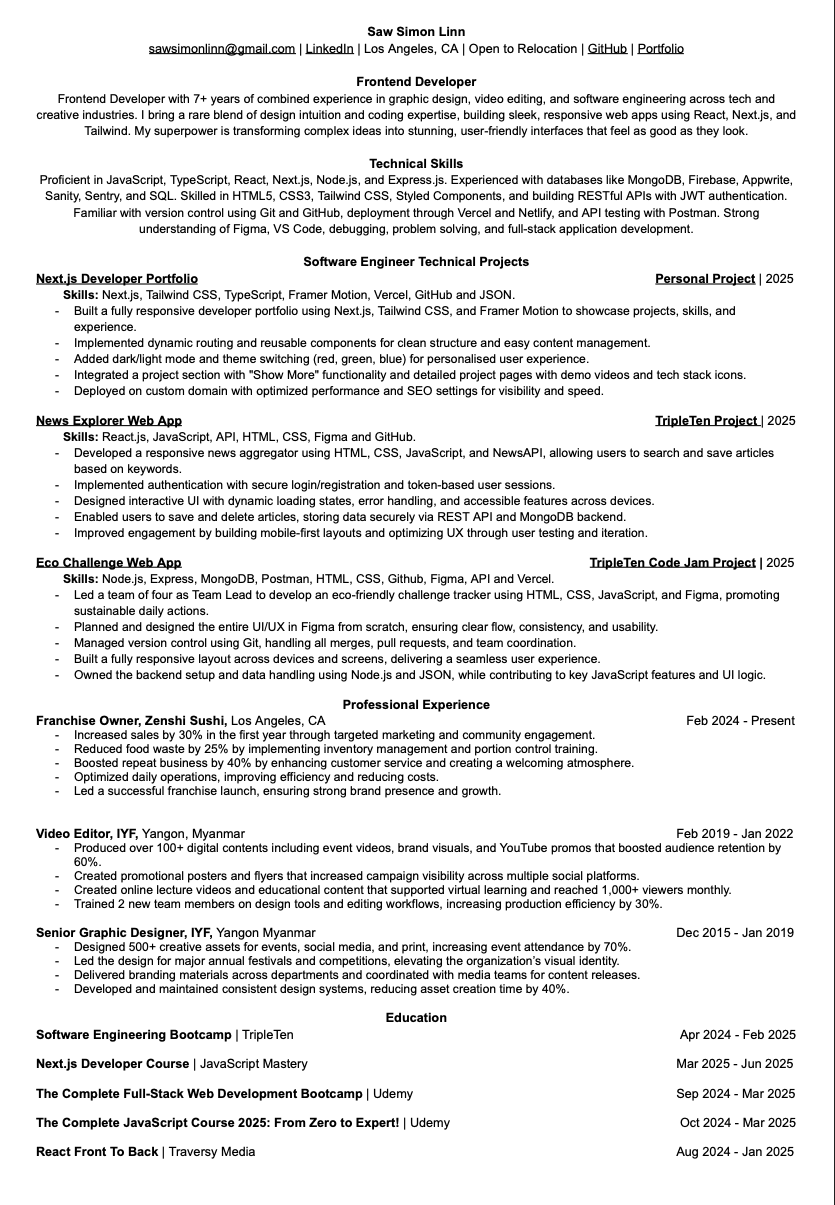 Saw Simon Linn
sawsimonlinn@gmail.com | LinkedIn | Los Angeles, CA | Open to Relocation | GitHub | Portfolio
Frontend Developer
Frontend Developer with 7+ years of combined experience in graphic design, video editing, and software engineering across tech and
creative industries. I bring a rare blend of design intuition and coding expertise, building sleek, responsive web apps using React, Next.js, and
Tailwind. My superpower is transforming complex ideas into stunning, user-friendly interfaces that feel as good as they look.
Technical Skills
Proficient in JavaScript, TypeScript, React, Next.js, Node.js, and Express.js. Experienced with databases like MongoDB, Firebase, Appwrite,
Sanity, Sentry, and SQL. Skilled in HTML5, CSS3, Tailwind CSS, Styled Components, and building RESTful APIs with JWT authentication.
Familiar with version control using Git and GitHub, deployment through Vercel and Netlify, and API testing with Postman. Strong
understanding of Figma, VS Code, debugging, problem solving, and full-stack application development.
Software Engineer Technical Projects
Next.js Developer Portfolio Personal Project | 2025
Skills: Next.js, Tailwind CSS, TypeScript, Framer Motion, Vercel, GitHub and JSON.
- Built a fully responsive developer portfolio using Next.js, Tailwind CSS, and Framer Motion to showcase projects, skills, and
experience.
- Implemented dynamic routing and reusable components for clean structure and easy content management.
- Added dark/light mode and theme switching (red, green, blue) for personalised user experience.
- Integrated a project section with "Show More" functionality and detailed project pages with demo videos and tech stack icons.
- Deployed on custom domain with optimized performance and SEO settings for visibility and speed.
News Explorer Web App TripleTen Project | 2025
Skills: React.js, JavaScript, API, HTML, CSS, Figma and GitHub.
- Developed a responsive news aggregator using HTML, CSS, JavaScript, and NewsAPI, allowing users to search and save articles
based on keywords.
- Implemented authentication with secure login/registration and token-based user sessions.
- Designed interactive UI with dynamic loading states, error handling, and accessible features across devices.
- Enabled users to save and delete articles, storing data securely via REST API and MongoDB backend.
- Improved engagement by building mobile-first layouts and optimizing UX through user testing and iteration.
Eco Challenge Web App TripleTen Code Jam Project | 2025
Skills: Node.js, Express, MongoDB, Postman, HTML, CSS, Github, Figma, API and Vercel.
- Led a team of four as Team Lead to develop an eco-friendly challenge tracker using HTML, CSS, JavaScript, and Figma, promoting
sustainable daily actions.
- Planned and designed the entire UI/UX in Figma from scratch, ensuring clear flow, consistency, and usability.
- Managed version control using Git, handling all merges, pull requests, and team coordination.
- Built a fully responsive layout across devices and screens, delivering a seamless user experience.
- Owned the backend setup and data handling using Node.js and JSON, while contributing to key JavaScript features and UI logic.
Professional Experience
Franchise Owner, Zenshi Sushi, Los Angeles, CA Feb 2024 - Present
- Increased sales by 30% in the first year through targeted marketing and community engagement.
- Reduced food waste by 25% by implementing inventory management and portion control training.
- Boosted repeat business by 40% by enhancing customer service and creating a welcoming atmosphere.
- Optimized daily operations, improving efficiency and reducing costs.
- Led a successful franchise launch, ensuring strong brand presence and growth.
Video Editor, IYF, Yangon, Myanmar Feb 2019 - Jan 2022
- Produced over 100+ digital contents including event videos, brand visuals, and YouTube promos that boosted audience retention by
60%.
- Created promotional posters and flyers that increased campaign visibility across multiple social platforms.
- Created online lecture videos and educational content that supported virtual learning and reached 1,000+ viewers monthly.
- Trained 2 new team members on design tools and editing workflows, increasing production efficiency by 30%.
Senior Graphic Designer, IYF, Yangon Myanmar Dec 2015 - Jan 2019
- Designed 500+ creative assets for events, social media, and print, increasing event attendance by 70%.
- Led the design for major annual festivals and competitions, elevating the organization’s visual identity.
- Delivered branding materials across departments and coordinated with media teams for content releases.
- Developed and maintained consistent design systems, reducing asset creation time by 40%.
Education
Software Engineering Bootcamp | TripleTen Apr 2024 - Feb 2025
Next.js Developer Course | JavaScript Mastery Mar 2025 - Jun 2025
The Complete Full-Stack Web Development Bootcamp | Udemy Sep 2024 - Mar 2025
The Complete JavaScript Course 2025: From Zero to Expert! | Udemy Oct 2024 - Mar 2025
React Front To Back | Traversy Media Aug 2024 - Jan 2025